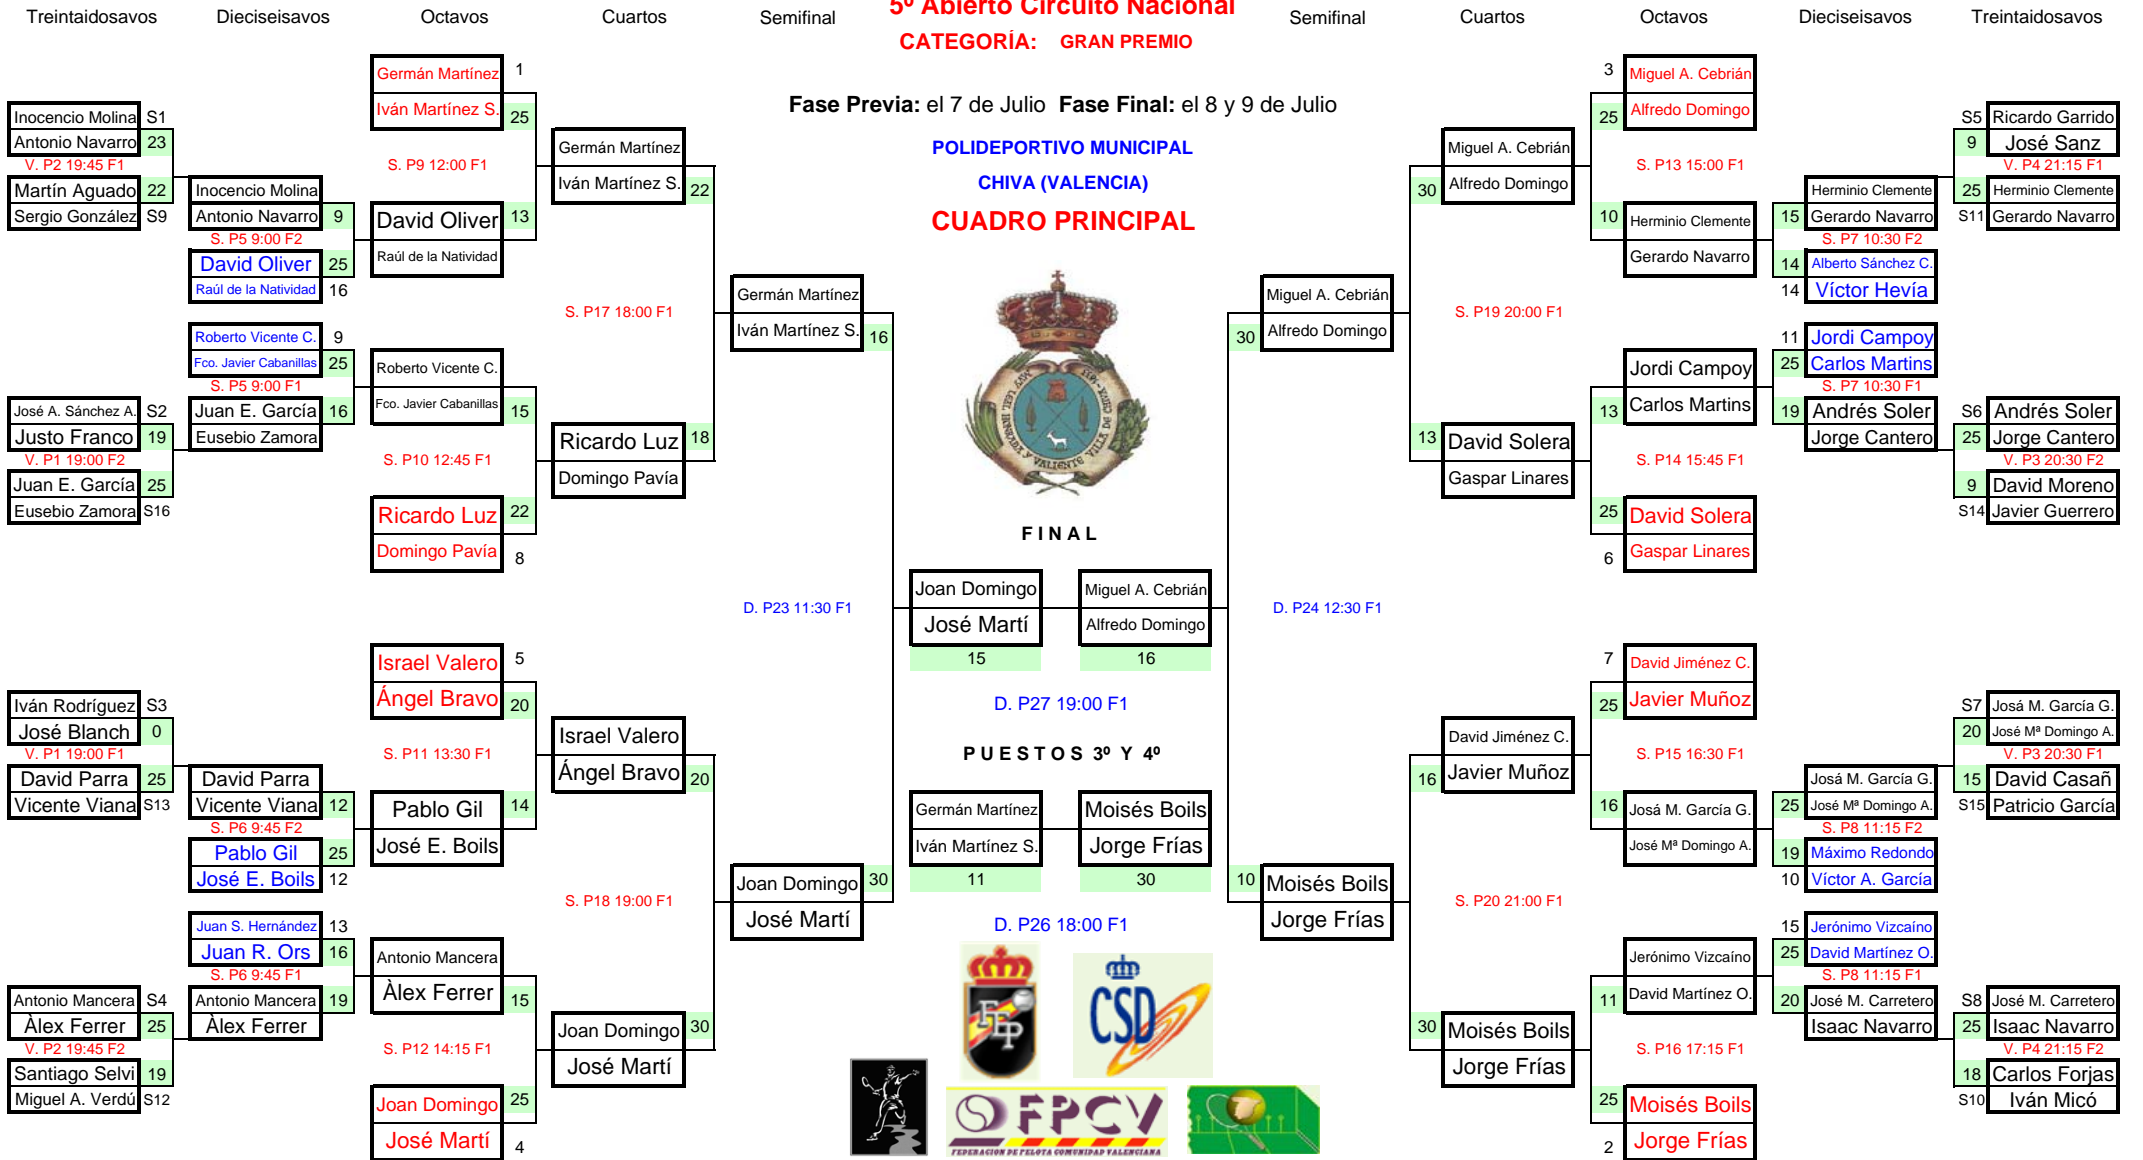 5º Abierto Circuito Nacional
CATEGORÍA: GRAN PREMIO
Fase Previa: el 7 de Julio Fase Final: el 8 y 9 de Julio
POLIDEPORTIVO MUNICIPAL
CHIVA (VALENCIA)
CUADRO PRINCIPAL
Treintaidosavos
Inocencio Molina S1
Antonio Navarro 23
V. P2 19:45 F1
Martín Aguado 22
Sergio González S9
José A. Sánchez A. S2
Justo Franco 19
V. P1 19:00 F2
Juan E. García 25
Eusebio Zamora S16
Iván Rodríguez S3
José Blanch 0
V. P1 19:00 F1
David Parra 25
Vicente Viana S13
Antonio Mancera S4
Àlex Ferrer 25
V. P2 19:45 F2
Santiago Selvi 19
Miguel A. Verdú S12
Dieciseisavos
Inocencio Molina
Antonio Navarro 9
S. P5 9:00 F2
David Oliver 25
Raúl de la Natividad 16
Roberto Vicente C. 9
Fco. Javier Cabanillas 25
S. P5 9:00 F1
Juan E. García 16
Eusebio Zamora
David Parra
Vicente Viana 12
S. P6 9:45 F2
Pablo Gil 25
José E. Boils 12
Juan S. Hernández 13
Juan R. Ors 16
S. P6 9:45 F1
Antonio Mancera 19
Àlex Ferrer
Octavos
Germán Martínez 1
Iván Martínez S. 25
S. P9 12:00 F1
David Oliver 13
Raúl de la Natividad
Roberto Vicente C.
Fco. Javier Cabanillas 15
S. P10 12:45 F1
Ricardo Luz 22
Domingo Pavía 8
Israel Valero 5
Ángel Bravo 20
S. P11 13:30 F1
Pablo Gil 14
José E. Boils
Antonio Mancera
Àlex Ferrer 15
S. P12 14:15 F1
Joan Domingo 25
José Martí 4
Cuartos
Germán Martínez
Iván Martínez S. 22
S. P17 18:00 F1
Ricardo Luz 18
Domingo Pavía
Israel Valero
Ángel Bravo 20
S. P18 19:00 F1
Joan Domingo 30
José Martí
Semifinal
Germán Martínez
Iván Martínez S. 16
D. P23 11:30 F1
Joan Domingo 30
José Martí
MUY LEAL HONRADA Y VALIENTE VILLA DE CHIVA
FINAL
Joan Domingo Miguel A. Cebrián
José Martí Alfredo Domingo
15 16
D. P27 19:00 F1
PUESTOS 3º Y 4º
Germán Martínez Moisés Boils
Iván Martínez S. Jorge Frías
11 30
D. P26 18:00 F1
FEP
CSD
FPCV
FEDERACION DE PELOTA COMUNIDAD VALENCIANA
Semifinal
Miguel A. Cebrián
30 Alfredo Domingo
D. P24 12:30 F1
10 Moisés Boils
Jorge Frías
Cuartos
Miguel A. Cebrián
30 Alfredo Domingo
S. P19 20:00 F1
13 David Solera
Gaspar Linares
David Jiménez C.
16 Javier Muñoz
S. P20 21:00 F1
30 Moisés Boils
Jorge Frías
Octavos
3 Miguel A. Cebrián
25 Alfredo Domingo
S. P13 15:00 F1
10 Herminio Clemente
Gerardo Navarro
Jordi Campoy
13 Carlos Martins
S. P14 15:45 F1
25 David Solera
6 Gaspar Linares
7 David Jiménez C.
25 Javier Muñoz
S. P15 16:30 F1
16 Josá M. García G.
José Mª Domingo A.
Jerónimo Vizcaíno
11 David Martínez O.
S. P16 17:15 F1
25 Moisés Boils
2 Jorge Frías
Dieciseisavos
Herminio Clemente
15 Gerardo Navarro
S. P7 10:30 F2
14 Alberto Sánchez C.
14 Víctor Hevía
11 Jordi Campoy
25 Carlos Martins
S. P7 10:30 F1
19 Andrés Soler
Jorge Cantero
Josá M. García G.
25 José Mª Domingo A.
S. P8 11:15 F2
19 Máximo Redondo
10 Víctor A. García
15 Jerónimo Vizcaíno
25 David Martínez O.
S. P8 11:15 F1
20 José M. Carretero
Isaac Navarro
Treintaidosavos
S5 Ricardo Garrido
9 José Sanz
V. P4 21:15 F1
25 Herminio Clemente
S11 Gerardo Navarro
S6 Andrés Soler
25 Jorge Cantero
V. P3 20:30 F2
9 David Moreno
S14 Javier Guerrero
S7 Josá M. García G.
20 José Mª Domingo A.
V. P3 20:30 F1
15 David Casañ
S15 Patricio García
S8 José M. Carretero
25 Isaac Navarro
V. P4 21:15 F2
18 Carlos Forjas
S10 Iván Micó